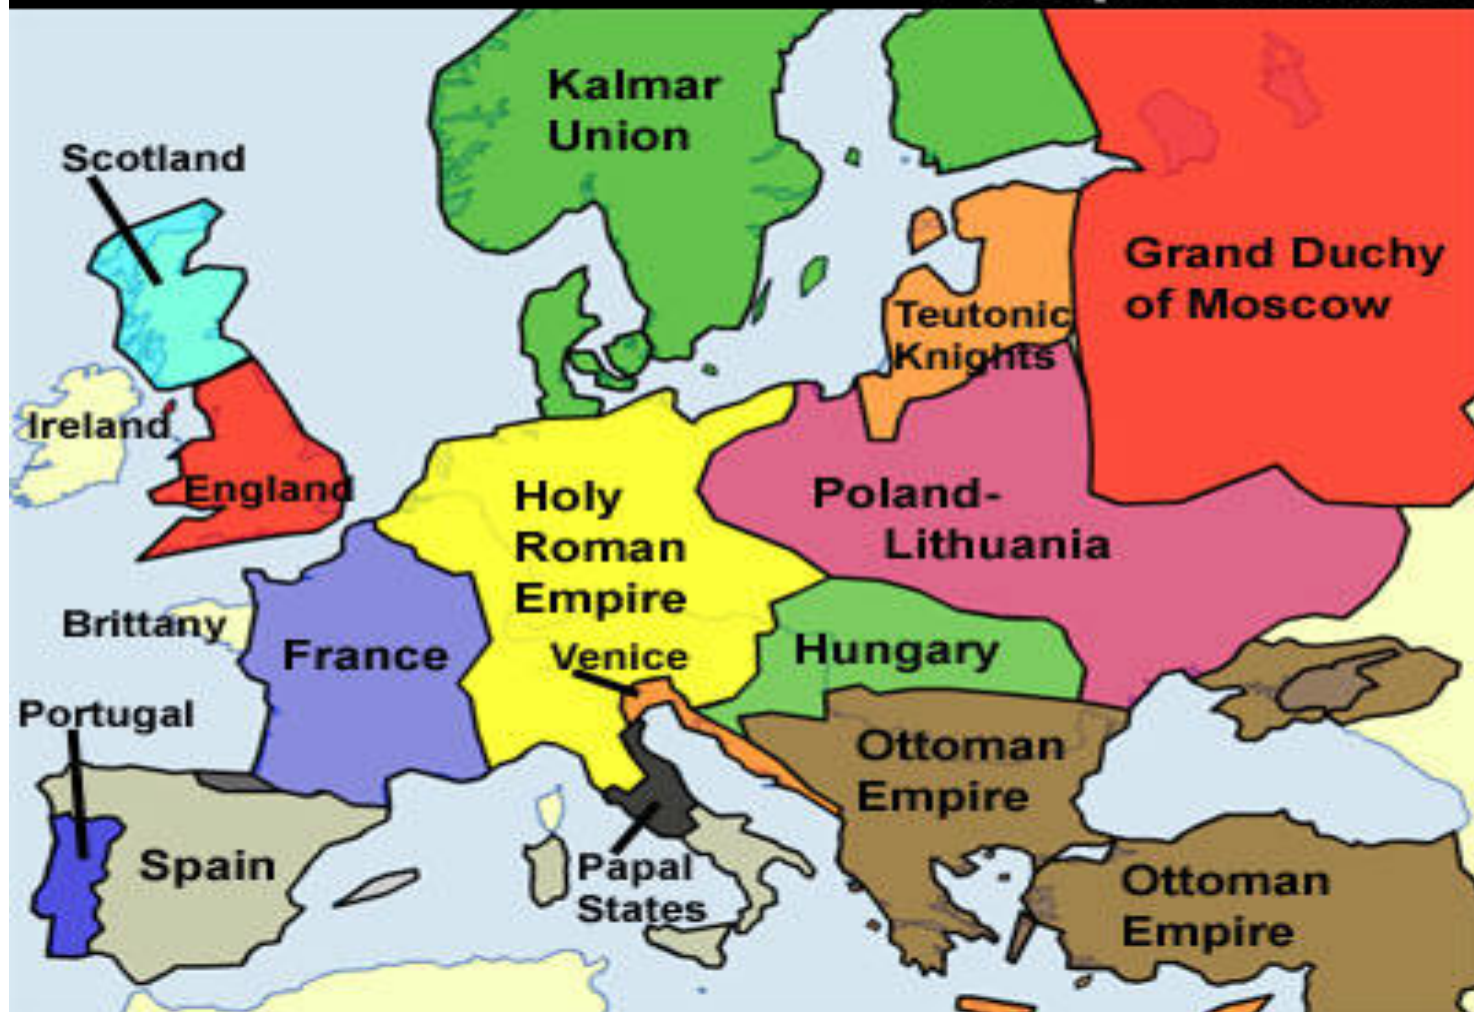 Kalmar
Union
Scotland
Grand Duchy
of Moscow
Teutonic
Knights
Ireland
England
Holy
Roman
Empire
Poland-
Lithuania
Brittany
France
Venice
Hungary
Portugal
Ottoman
Empire
Spain
Papal
States
Ottoman
Empire